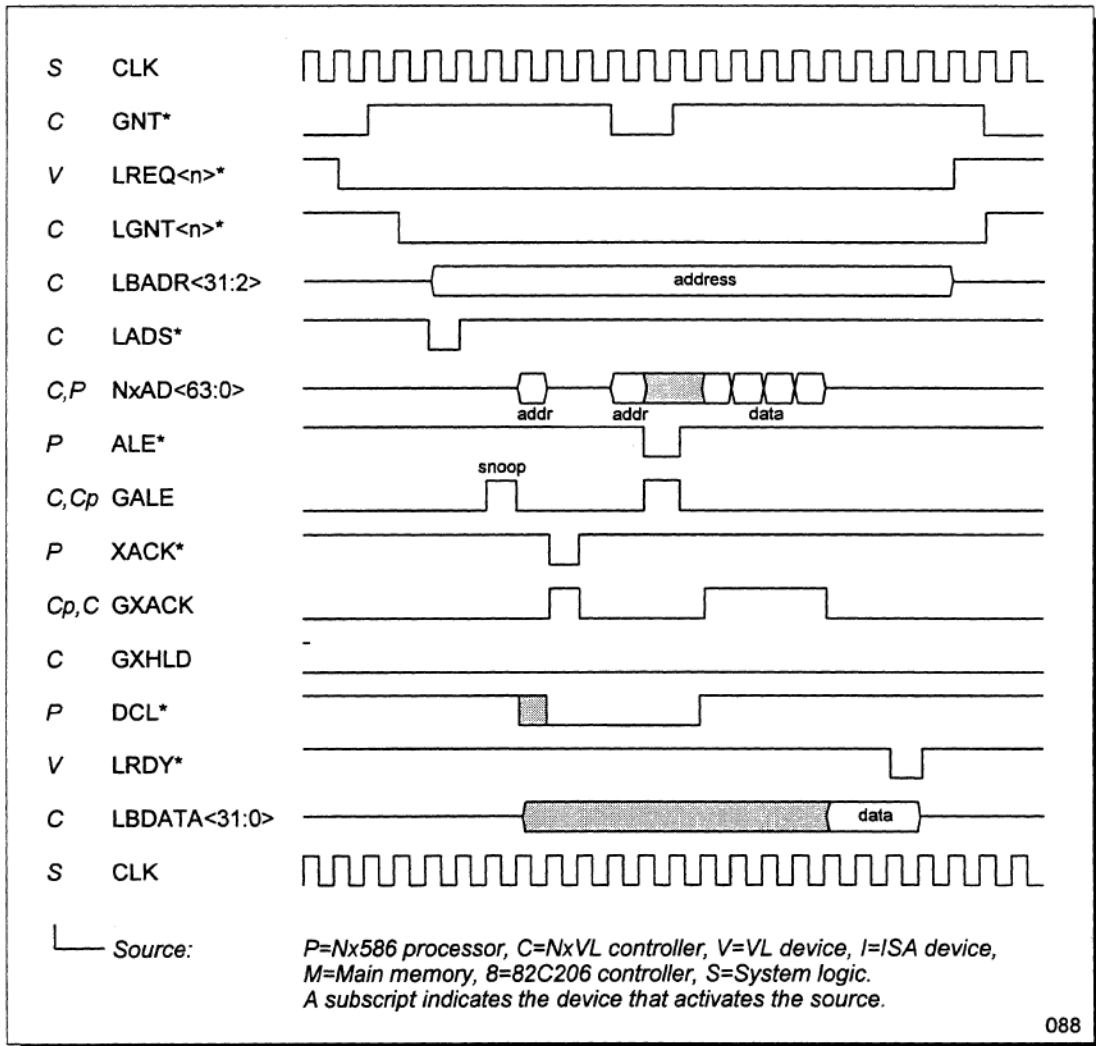 S CLK
C GNT*
V LREQ<n>*
C LGNT<n>*
C LBADR<31:2> address
C LADS*
C,P NxAD<63:0>
addr addr data
P ALE*
snoop
C,Cp GALE
P XACK*
Cp,C GXACK
C GXHLD
P DCL*
V LRDY*
C LBDATA<31:0> data
S CLK
Source: P=Nx586 processor, C=NxVL controller, V=VL device, I=ISA device,
M=Main memory, 8=82C206 controller, S=System logic.
A subscript indicates the device that activates the source.
088